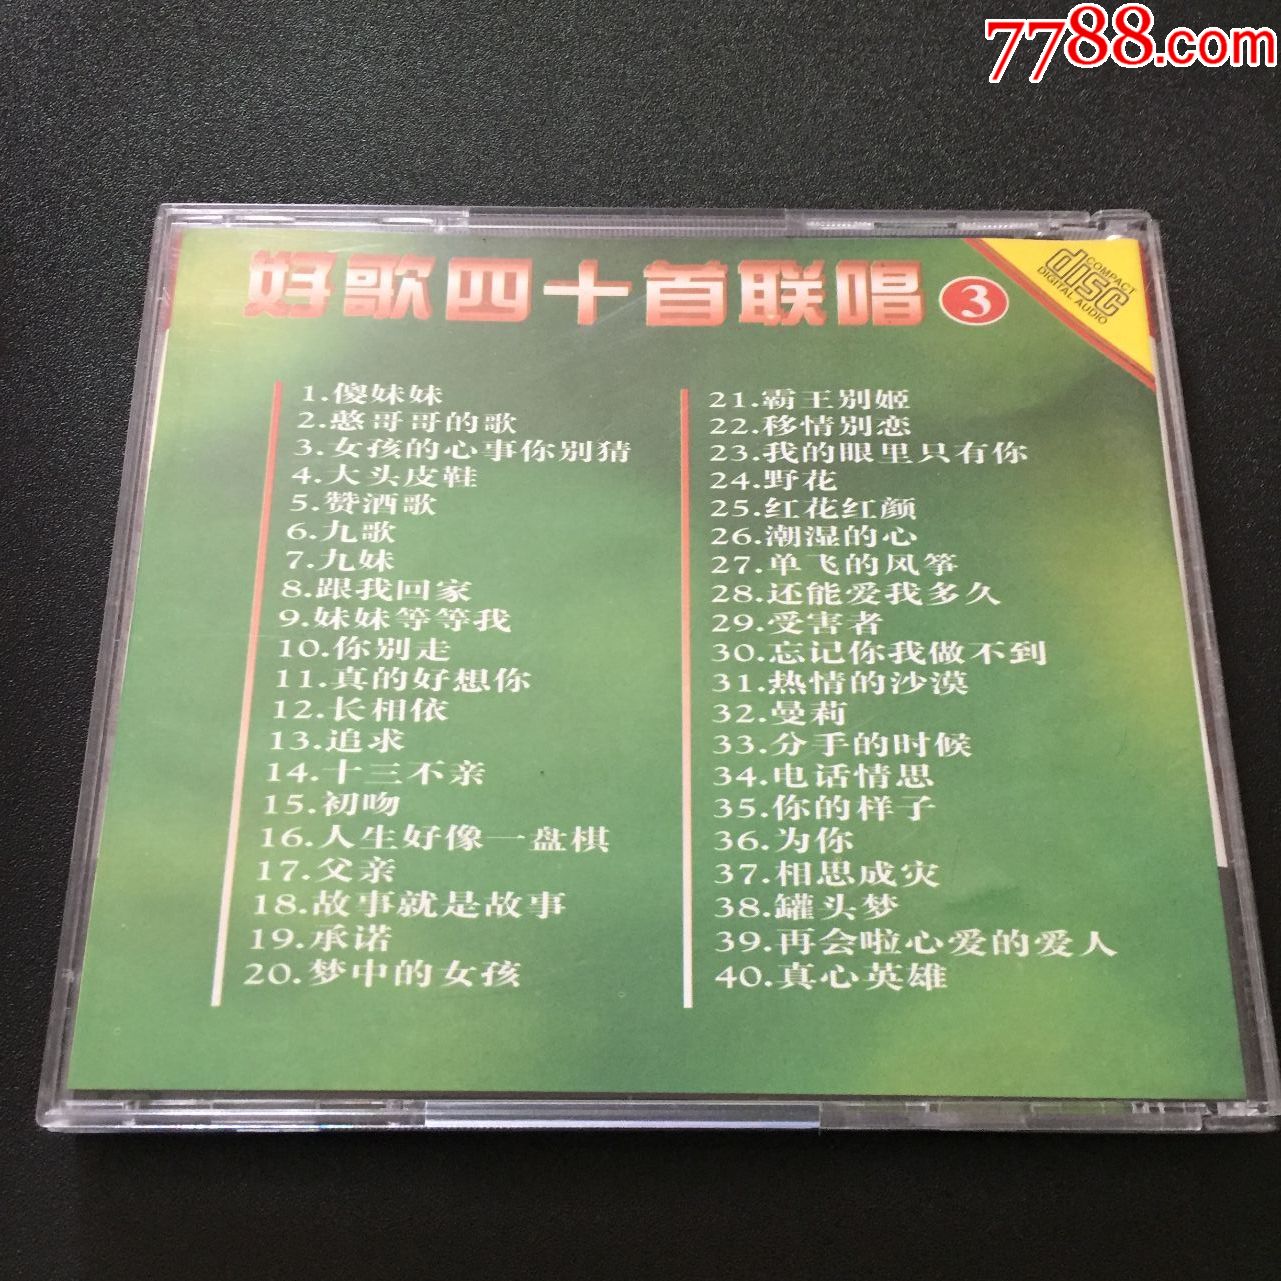 7788.com
好歌四十首联唱 3
COMPACT
disc
DIGITAL AUDIO
1.傻妹妹
2.憨哥哥的歌
3.女孩的心事你别猜
4.大头皮鞋
5.赞酒歌
6.九歌
7.九妹
8.跟我回家
9.妹妹等等我
10.你别走
11.真的好想你
12.长相依
13.追求
14.十三不亲
15.初吻
16.人生好像一盘棋
17.父亲
18.故事就是故事
19.承诺
20.梦中的女孩
21.霸王别姬
22.移情别恋
23.我的眼里只有你
24.野花
25.红花红颜
26.潮湿的心
27.单飞的风筝
28.还能爱我多久
29.受害者
30.忘记你我做不到
31.热情的沙漠
32.曼莉
33.分手的时候
34.电话情思
35.你的样子
36.为你
37.相思成灾
38.罐头梦
39.再会啦心爱的爱人
40.真心英雄